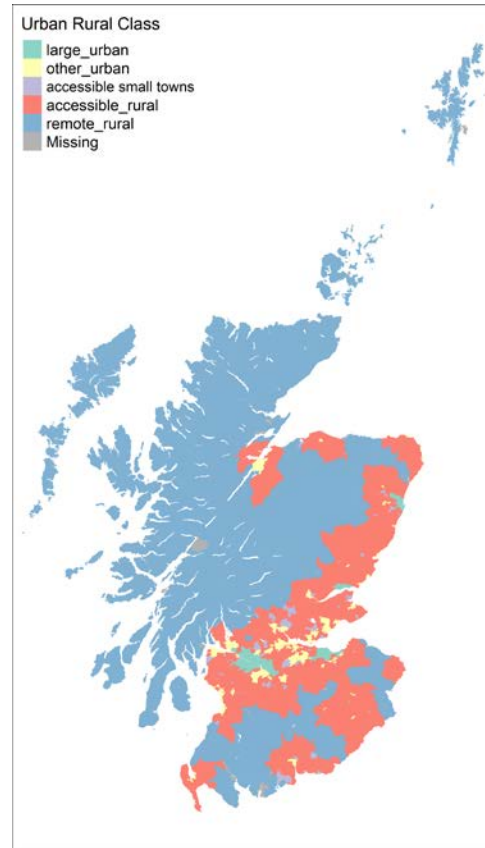 Urban Rural Class
large_urban
other_urban
accessible small towns
accessible_rural
remote_rural
Missing